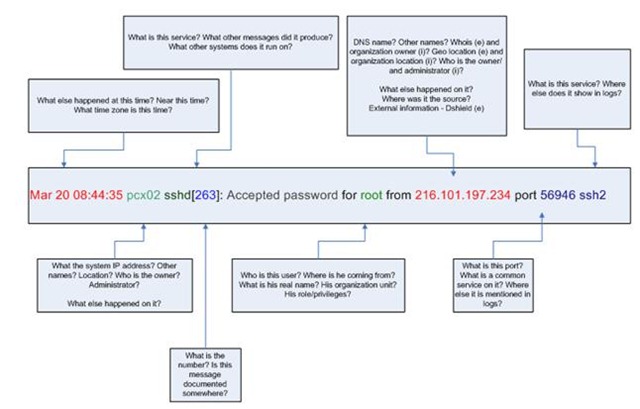 What is this service? What other messages did it produce?
What other systems does it run on?
DNS name? Other names? Whois (e) and
organization owner (i)? Geo location (e) and
organization location (i)? Who is the owner/
and administrator (i)?
What else happened on it?
Where was it the source?
External information - Dshield (e)
What is this service? Where
else does it show in logs?
What else happened at this time? Near this time?
What time zone is this time?
Mar 20 08:44:35 pcx02 sshd[263]: Accepted password for root from 216.101.197.234 port 56946 ssh2
What the system IP address? Other
names? Location? Who is the owner?
Administrator?
What else happened on it?
Who is this user? Where is he coming from?
What is his real name? His organization unit?
His role/privileges?
What is this port?
What is a common
service on it? Where
else it is mentioned in
logs?
What is the
number? Is this
message
documented
somewhere?